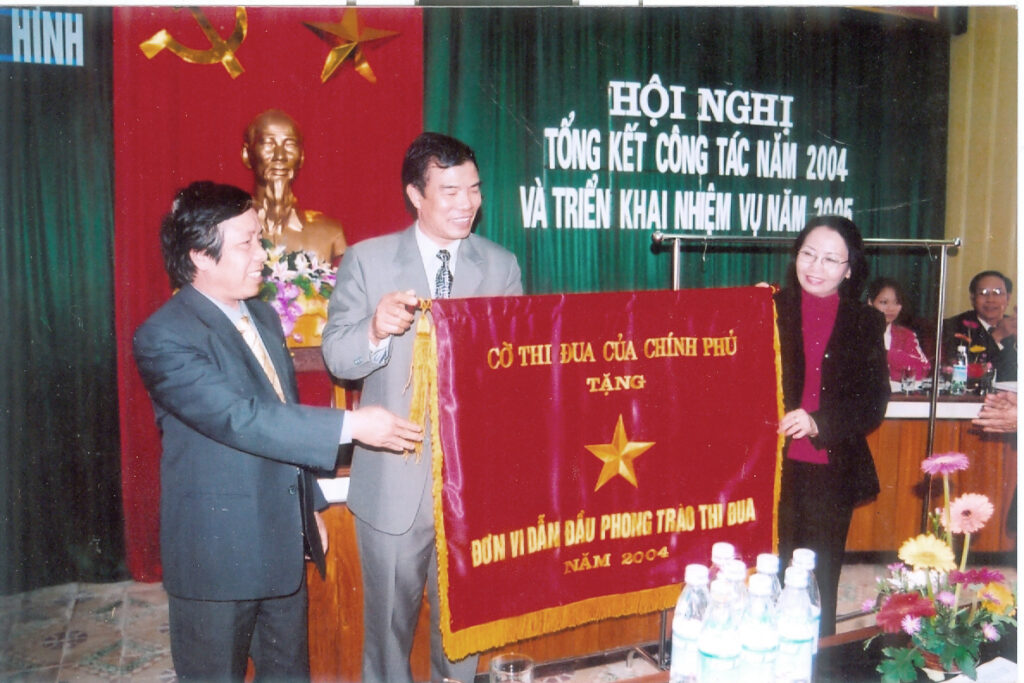 HÍNH
HỘI NGHỊ
TỔNG KẾT CÔNG TÁC NĂM 2004
VÀ TRIỂN KHAI NHIỆM VỤ NĂM 2005
CỜ THI ĐUA CỦA CHÍNH PHỦ
TẶNG
ĐƠN VỊ DẪN ĐẦU PHONG TRÀO THI ĐUA
NĂM 2004